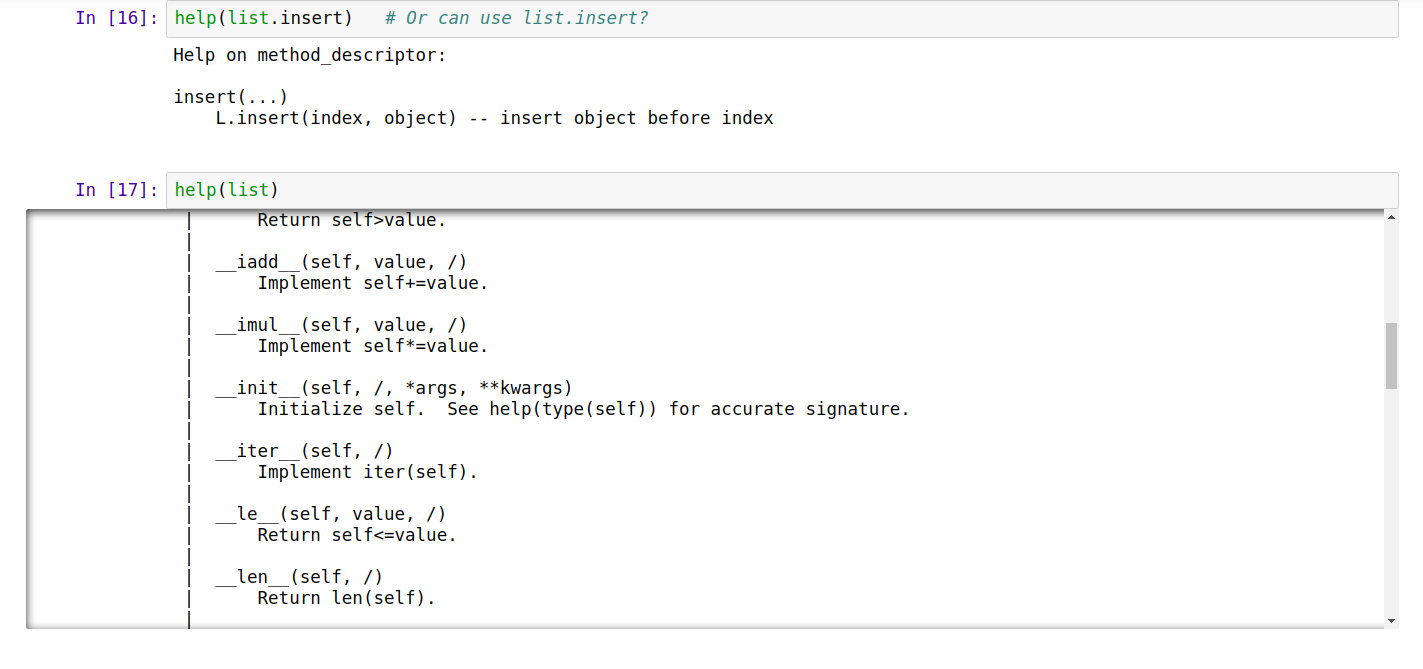 In [16]: help(list.insert)   # Or can use list.insert?
Help on method_descriptor:
insert(...)
    L.insert(index, object) -- insert object before index
In [17]: help(list)
 |      Return self>value.
 |
 |  __iadd__(self, value, /)
 |      Implement self+=value.
 |
 |  __imul__(self, value, /)
 |      Implement self*=value.
 |
 |  __init__(self, /, *args, **kwargs)
 |      Initialize self.  See help(type(self)) for accurate signature.
 |
 |  __iter__(self, /)
 |      Implement iter(self).
 |
 |  __le__(self, value, /)
 |      Return self<=value.
 |
 |  __len__(self, /)
 |      Return len(self).
 |